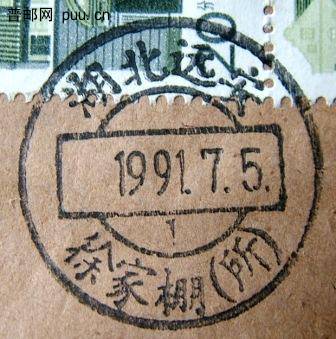 普邮网 puu.cn
湖北远安
1991.7.5.
1
徐家棚(所)